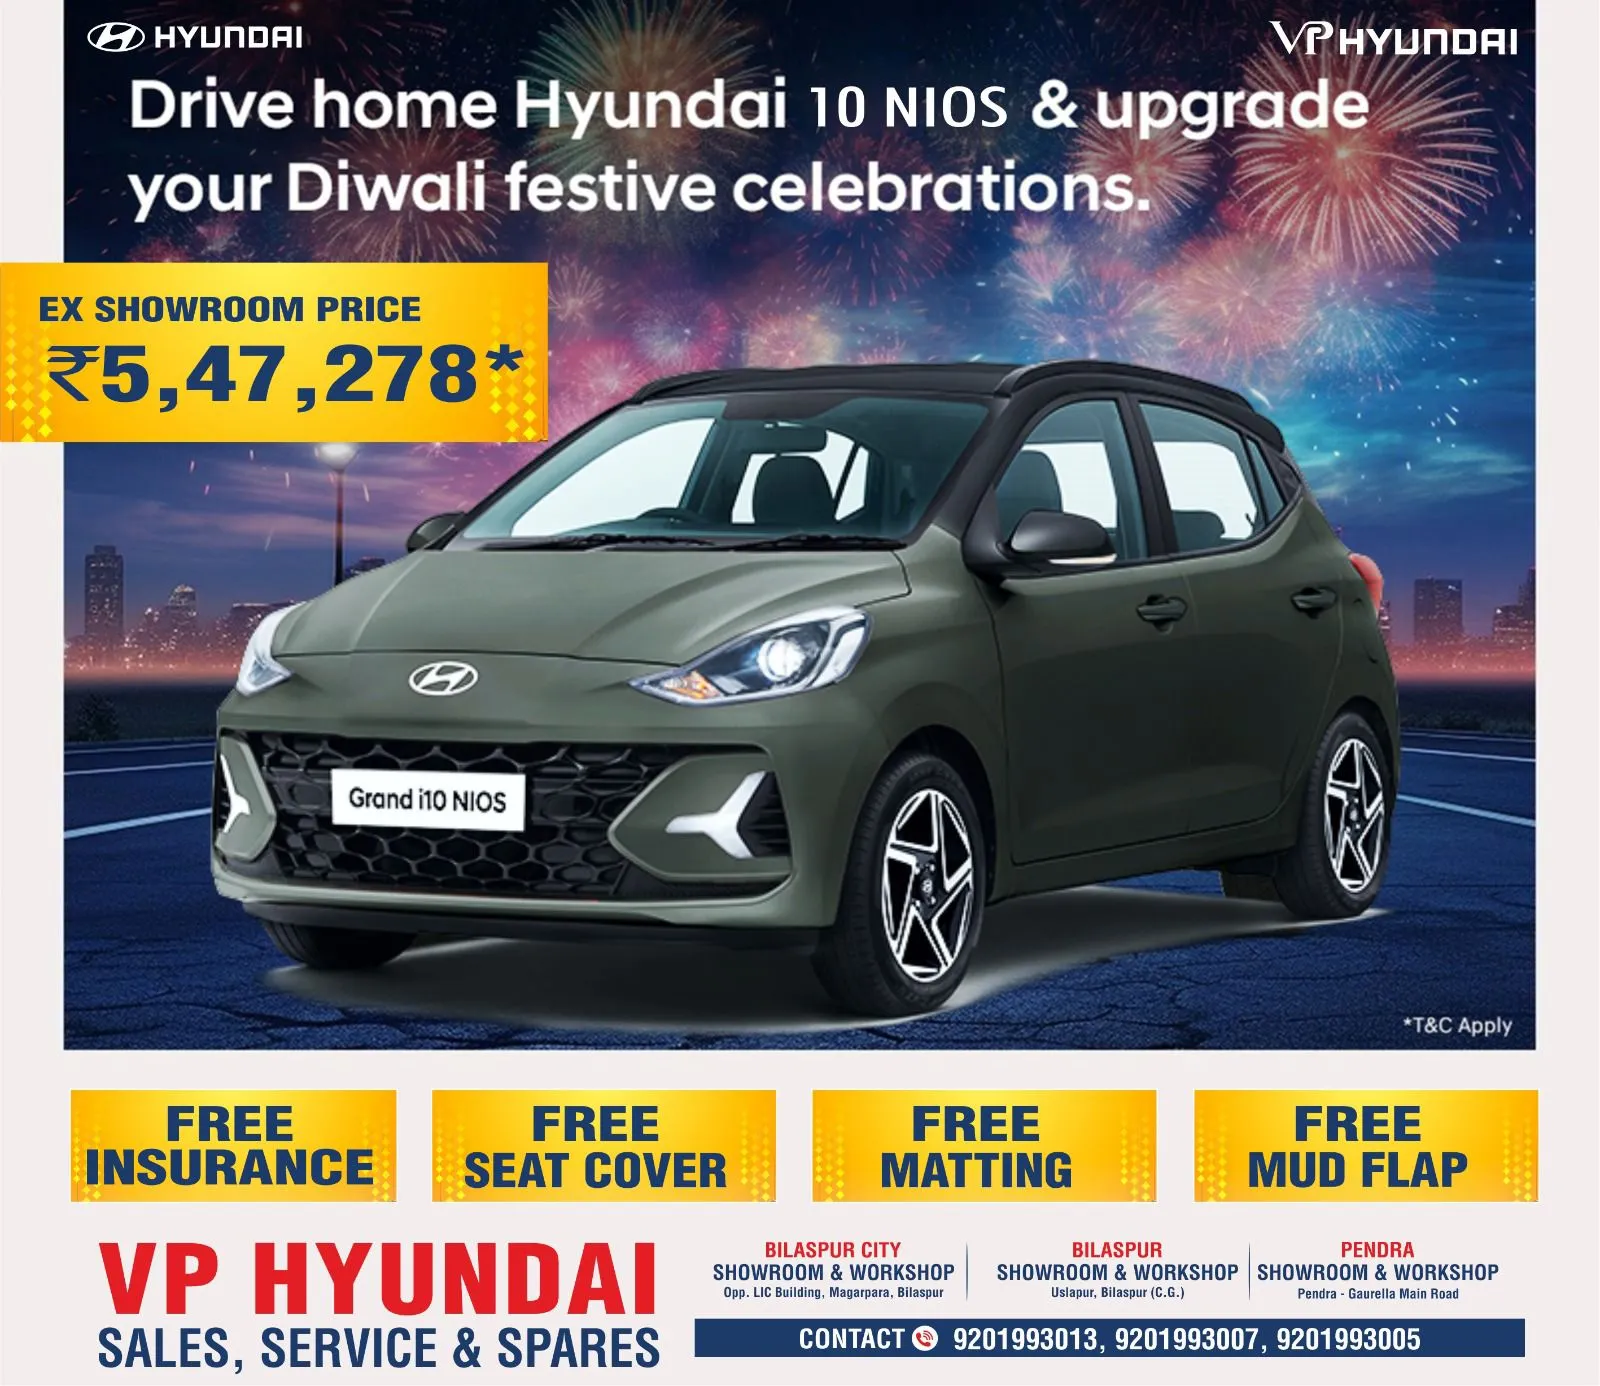 HYUNDAI
VP HYUNDAI
Drive home Hyundai 10 NIOS & upgrade
your Diwali festive celebrations.
EX SHOWROOM PRICE
₹5,47,278*
Grand i10 NIOS
*T&C Apply
FREE
INSURANCE
FREE
SEAT COVER
FREE
MATTING
FREE
MUD FLAP
VP HYUNDAI
SALES, SERVICE & SPARES
BILASPUR CITY
SHOWROOM & WORKSHOP
Opp. LIC Building, Magarpara, Bilaspur
BILASPUR
SHOWROOM & WORKSHOP
Uslapur, Bilaspur (C.G.)
PENDRA
SHOWROOM & WORKSHOP
Pendra - Gaurella Main Road
CONTACT 9201993013, 9201993007, 9201993005